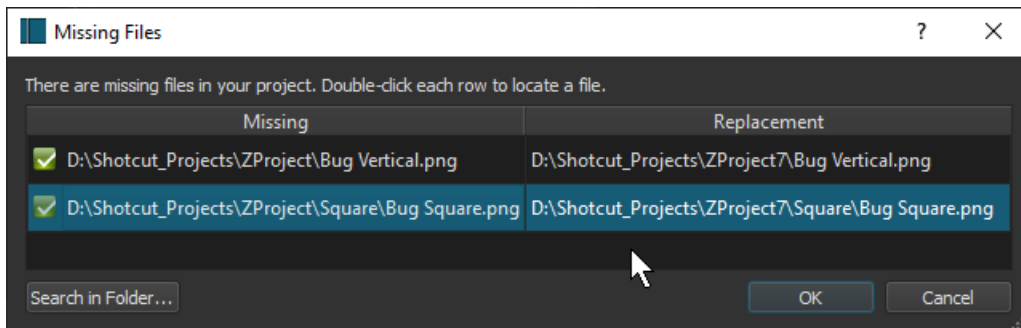 Missing Files
?
There are missing files in your project. Double-click each row to locate a file.
Missing Replacement
D:\Shotcut_Projects\ZProject\Bug Vertical.png D:\Shotcut_Projects\ZProject7\Bug Vertical.png
D:\Shotcut_Projects\ZProject\Square\Bug Square.png D:\Shotcut_Projects\ZProject7\Square\Bug Square.png
Search in Folder... OK Cancel